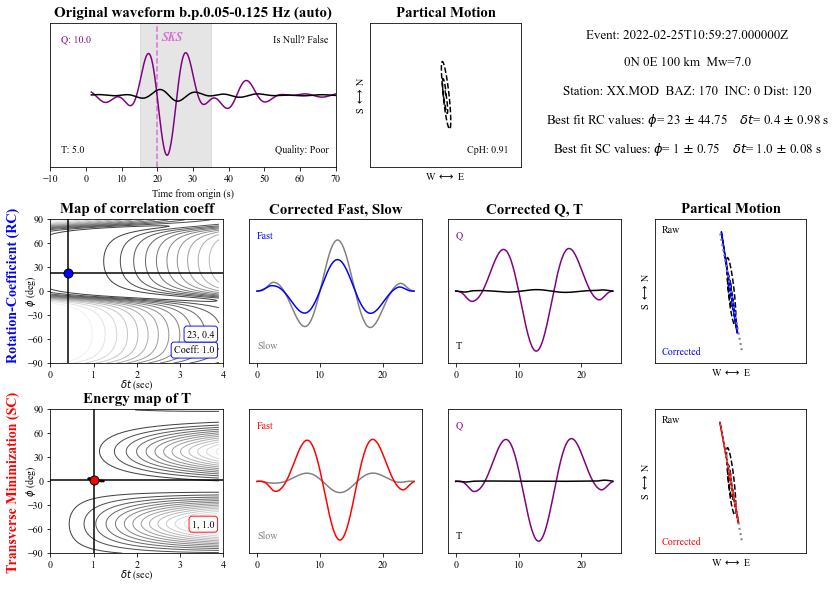 Original waveform b.p.0.05-0.125 Hz (auto)
Q: 10.0
SKS
Is Null? False
T: 5.0
Quality: Poor
−10 0 10 20 30 40 50 60 70
Time from origin (s)
Partical Motion
S ⟷ N
CpH: 0.91
W ⟷ E
Event: 2022-02-25T10:59:27.000000Z
0N 0E 100 km Mw=7.0
Station: XX.MOD BAZ: 170 INC: 0 Dist: 120
Best fit RC values: ϕ= 23 ± 44.75 δt= 0.4 ± 0.98 s
Best fit SC values: ϕ= 1 ± 0.75 δt= 1.0 ± 0.08 s
Rotation-Coefficient (RC)
Map of correlation coeff
90
60
30
0
−30
−60
−90
ϕ (deg)
23, 0.4
Coeff: 1.0
0 1 2 3 4
δt (sec)
Corrected Fast, Slow
Fast
Slow
0 10 20
Corrected Q, T
Q
T
0 10 20
Partical Motion
Raw
S ⟷ N
Corrected
W ⟷ E
Transverse Minimization (SC)
Energy map of T
90
60
30
0
−30
−60
−90
ϕ (deg)
1, 1.0
0 1 2 3 4
δt (sec)
Fast
Slow
0 10 20
Q
T
0 10 20
Raw
S ⟷ N
Corrected
W ⟷ E